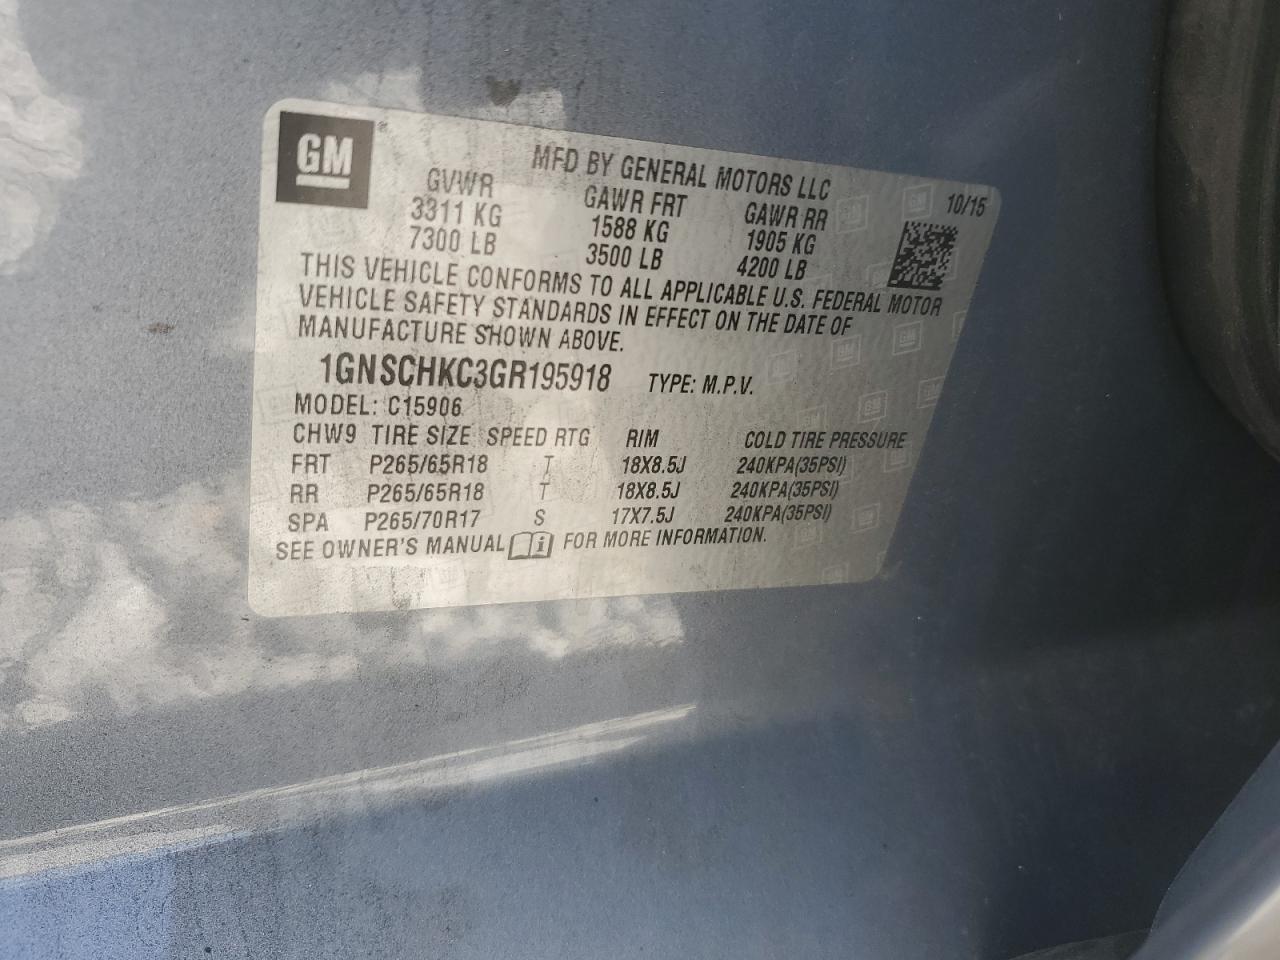 GM
MFD BY GENERAL MOTORS LLC
10/15
GVWR GAWR FRT GAWR RR
3311 KG 1588 KG 1905 KG
7300 LB 3500 LB 4200 LB
THIS VEHICLE CONFORMS TO ALL APPLICABLE U.S. FEDERAL MOTOR
VEHICLE SAFETY STANDARDS IN EFFECT ON THE DATE OF
MANUFACTURE SHOWN ABOVE.
1GNSCHKC3GR195918 TYPE: M.P.V.
MODEL: C15906
CHW9 TIRE SIZE SPEED RTG RIM COLD TIRE PRESSURE
FRT P265/65R18 T 18X8.5J 240KPA(35PSI)
RR P265/65R18 T 18X8.5J 240KPA(35PSI)
SPA P265/70R17 S 17X7.5J 240KPA(35PSI)
SEE OWNER'S MANUAL FOR MORE INFORMATION.